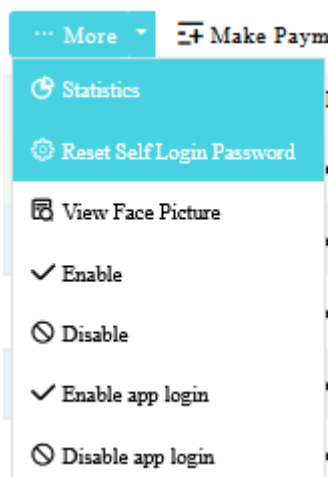 ··· More
Make Paym
Statistics
Reset Self Login Password
View Face Picture
Enable
Disable
Enable app login
Disable app login